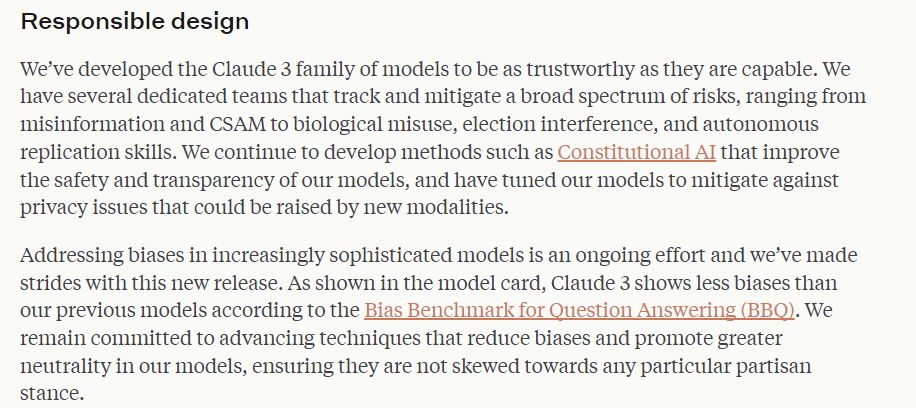 Responsible design
We’ve developed the Claude 3 family of models to be as trustworthy as they are capable. We
have several dedicated teams that track and mitigate a broad spectrum of risks, ranging from
misinformation and CSAM to biological misuse, election interference, and autonomous
replication skills. We continue to develop methods such as Constitutional AI that improve
the safety and transparency of our models, and have tuned our models to mitigate against
privacy issues that could be raised by new modalities.
Addressing biases in increasingly sophisticated models is an ongoing effort and we’ve made
strides with this new release. As shown in the model card, Claude 3 shows less biases than
our previous models according to the Bias Benchmark for Question Answering (BBQ). We
remain committed to advancing techniques that reduce biases and promote greater
neutrality in our models, ensuring they are not skewed towards any particular partisan
stance.